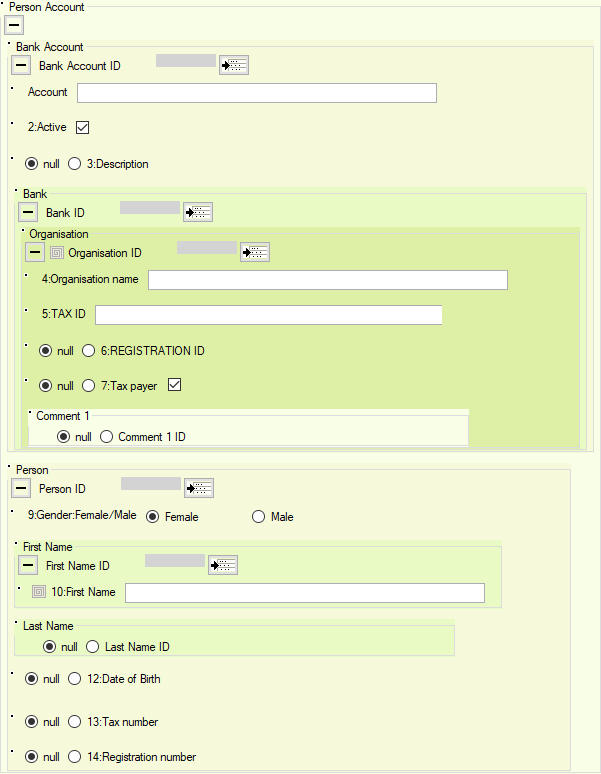 Person Account
Bank Account
Bank Account ID
Account
2:Active
null 3:Description
Bank
Bank ID
Organisation
Organisation ID
4:Organisation name
5:TAX ID
null 6:REGISTRATION ID
null 7:Tax payer
Comment 1
null Comment 1 ID
Person
Person ID
9:Gender:Female/Male Female Male
First Name
First Name ID
10:First Name
Last Name
null Last Name ID
null 12:Date of Birth
null 13:Tax number
null 14:Registration number